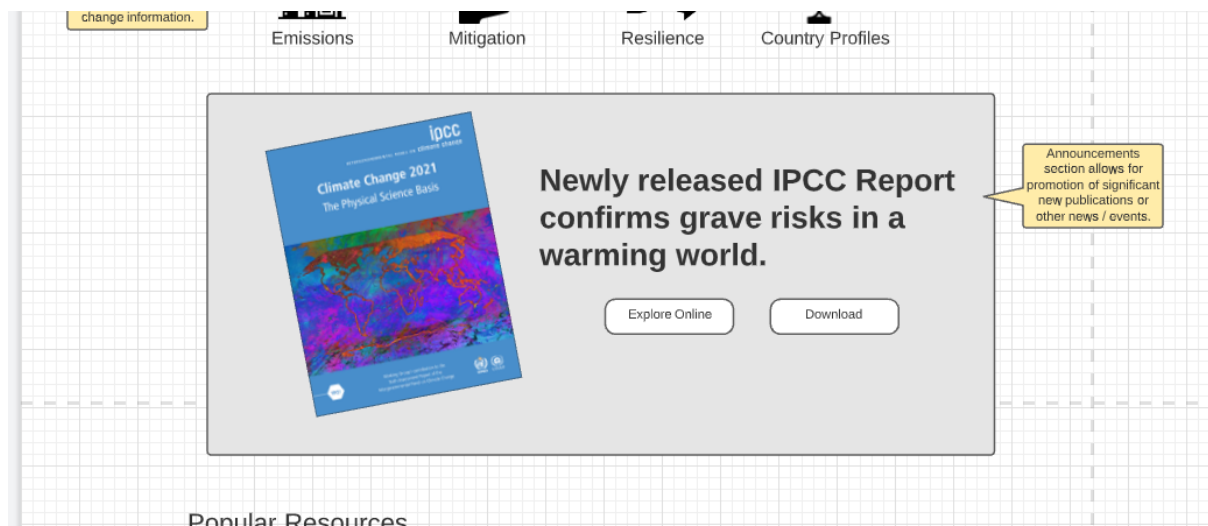 change information.
Emissions
Mitigation
Resilience
Country Profiles
ipcc
climate change
Climate Change 2021
The Physical Science Basis
Newly released IPCC Report
confirms grave risks in a
warming world.
Explore Online
Download
Announcements
section allows for
promotion of significant
new publications or
other news / events.
Popular Resources